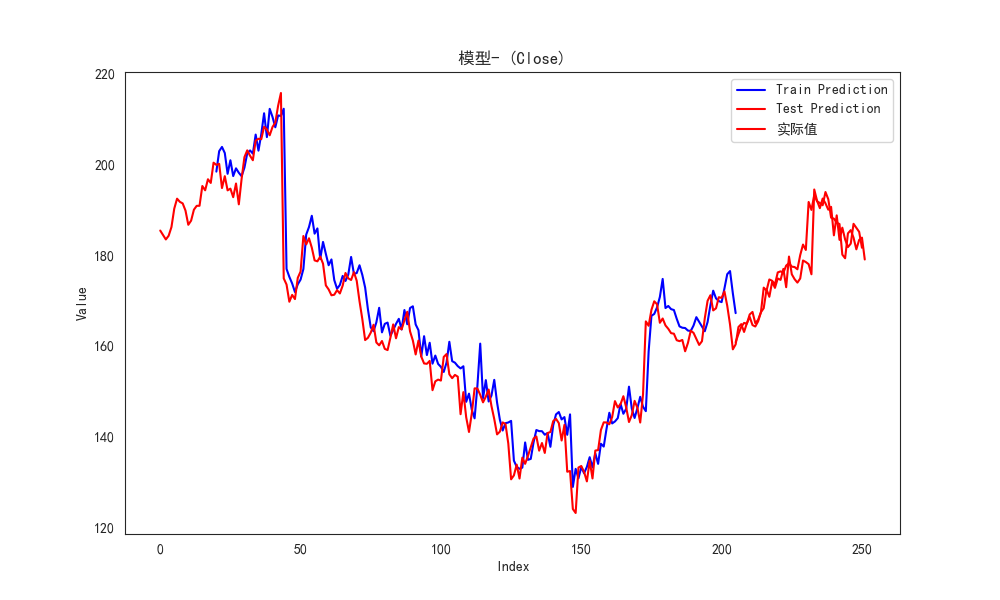 模型- (Close)
Train Prediction
Test Prediction
实际值
220
200
180
160
140
120
Value
0
50
100
150
200
250
Index